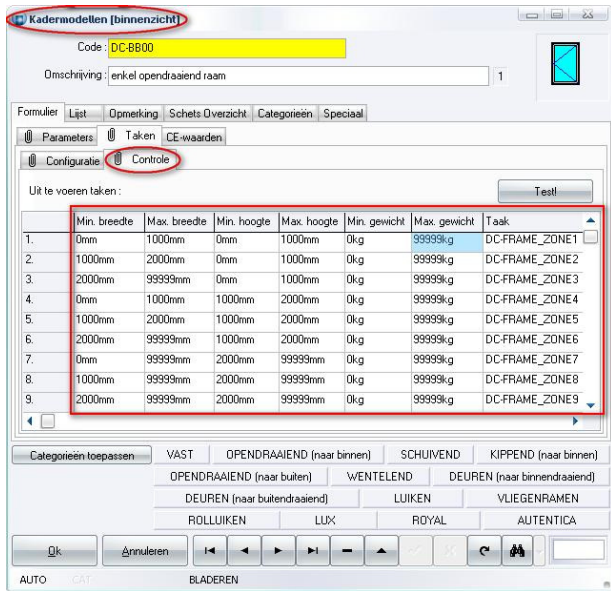 Kadermodellen [binnenzicht]
Code : DC-BB00
Omschrijving : enkel opendraaiend raam 1
Formulier Lijst Opmerking Schets Overzicht Categorieën Speciaal
Parameters Taken CE-waarden
Configuratie Controle
Uit te voeren taken : Test!
Min. breedte Max. breedte Min. hoogte Max. hoogte Min. gewicht Max. gewicht Taak
1. 0mm 1000mm 0mm 1000mm 0kg 99999kg DC-FRAME_ZONE1
2. 1000mm 2000mm 0mm 1000mm 0kg 99999kg DC-FRAME_ZONE2
3. 2000mm 99999mm 0mm 1000mm 0kg 99999kg DC-FRAME_ZONE3
4. 0mm 1000mm 1000mm 2000mm 0kg 99999kg DC-FRAME_ZONE4
5. 1000mm 2000mm 1000mm 2000mm 0kg 99999kg DC-FRAME_ZONE5
6. 2000mm 99999mm 1000mm 2000mm 0kg 99999kg DC-FRAME_ZONE6
7. 0mm 99999mm 2000mm 99999mm 0kg 99999kg DC-FRAME_ZONE7
8. 1000mm 99999mm 2000mm 99999mm 0kg 99999kg DC-FRAME_ZONE8
9. 2000mm 99999mm 2000mm 99999mm 0kg 99999kg DC-FRAME_ZONE9
Categorieën toepassen VAST OPENDRAAIEND (naar binnen) SCHUIVEND KIPPEND (naar binnen)
OPENDRAAIEND (naar buiten) WENTELEND DEUREN (naar binnendraaiend)
DEUREN (naar buitendraaiend) LUIKEN VLIEGENRAMEN
ROLLUIKEN LUX ROYAL AUTENTICA
Ok Annuleren
AUTO CAT BLADEREN